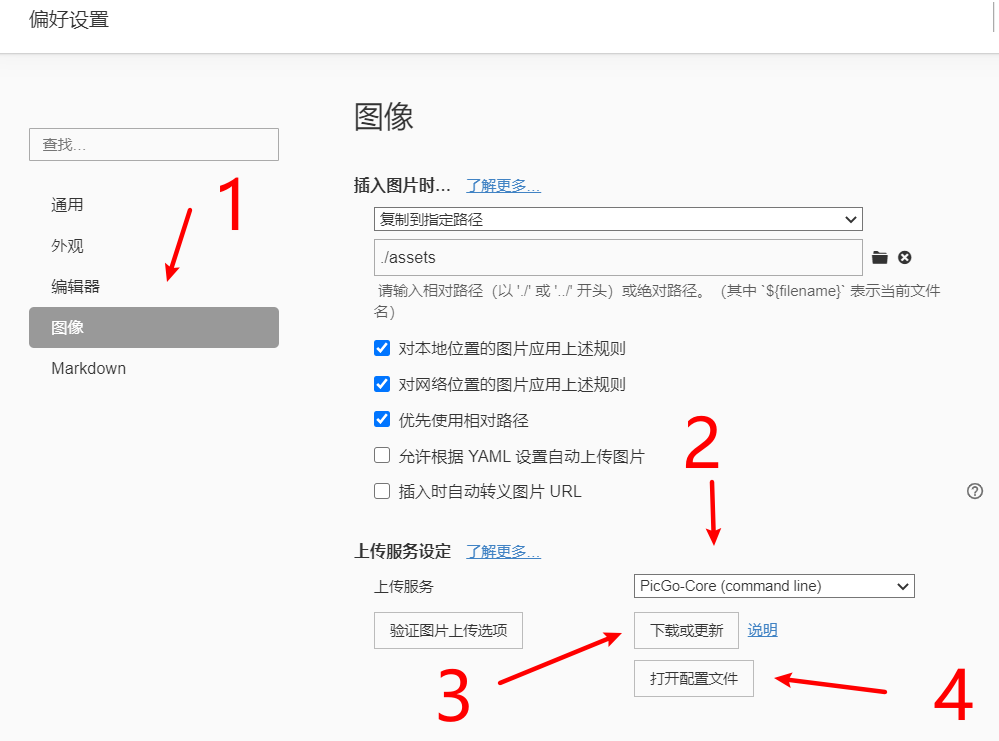 偏好设置
图像
查找…
插入图片时… 了解更多…
通用
1
复制到指定路径
外观
./assets
编辑器
请输入相对路径（以 './' 或 '../' 开头）或绝对路径。 （其中 `${filename}` 表示当前文件
名）
图像
对本地位置的图片应用上述规则
Markdown
对网络位置的图片应用上述规则
优先使用相对路径
2
允许根据 YAML 设置自动上传图片
插入时自动转义图片 URL
上传服务设定 了解更多…
上传服务 PicGo-Core (command line)
验证图片上传选项 下载或更新 说明
3
打开配置文件
4